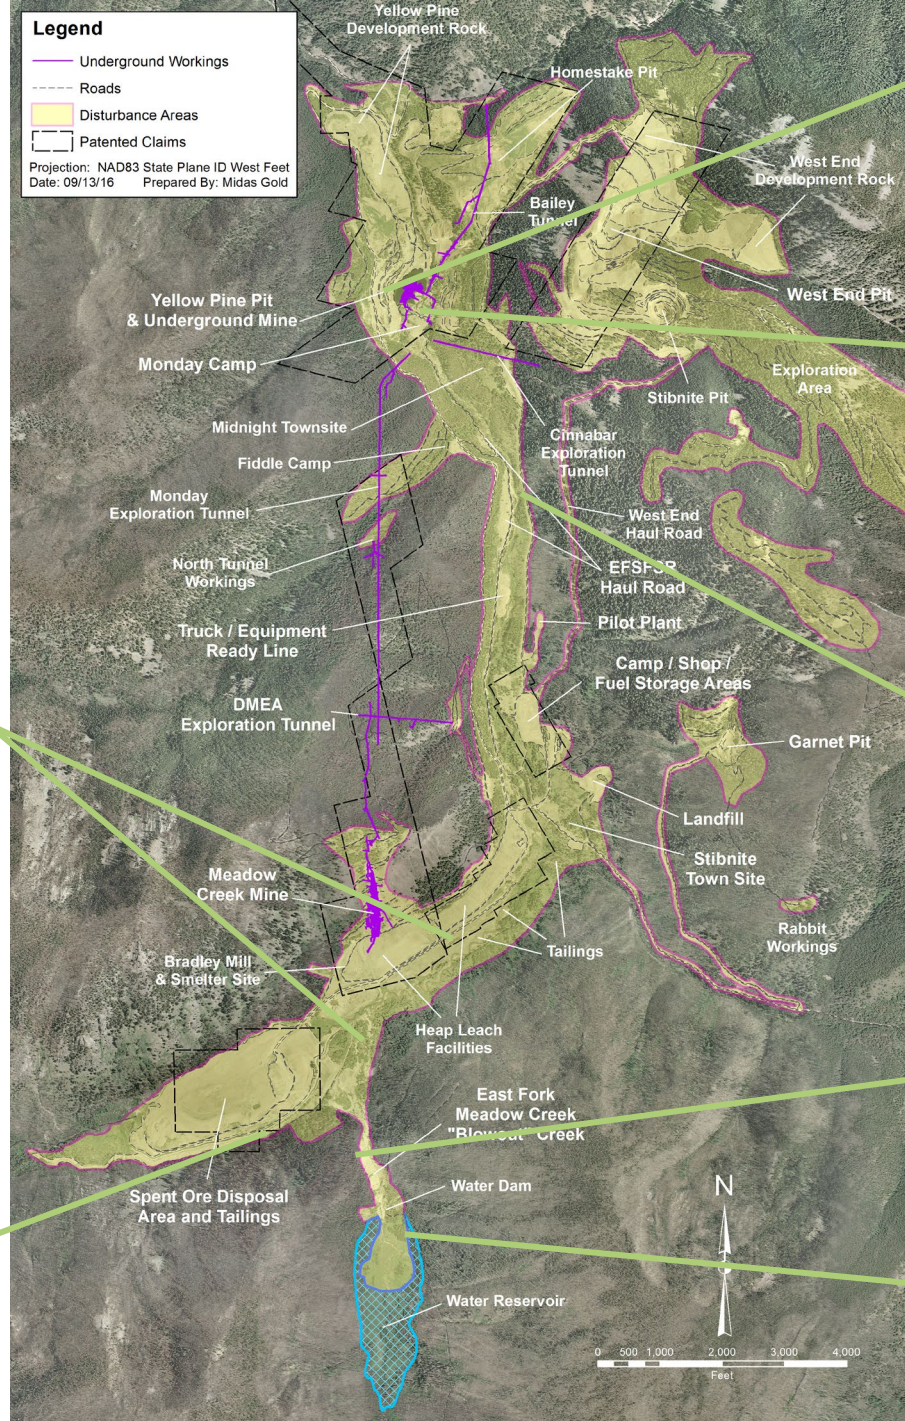 Legend
Underground Workings
Roads
Disturbance Areas
Patented Claims
Projection: NAD83 State Plane ID West Feet
Date: 09/13/16 Prepared By: Midas Gold
Yellow Pine
Development Rock
Homestake Pit
West End
Development Rock
Bailey
Tunnel
West End Pit
Yellow Pine Pit
& Underground Mine
Monday Camp
Exploration
Area
Stibnite Pit
Midnight Townsite
Cinnabar
Exploration
Tunnel
Fiddle Camp
Monday
Exploration Tunnel
West End
Haul Road
North Tunnel
Workings
EFSFSR
Haul Road
Truck / Equipment
Ready Line
Pilot Plant
Camp / Shop /
Fuel Storage Areas
DMEA
Exploration Tunnel
Garnet Pit
Landfill
Stibnite
Town Site
Meadow
Creek Mine
Rabbit
Workings
Tailings
Bradley Mill
& Smelter Site
Heap Leach
Facilities
East Fork
Meadow Creek
"Blowout" Creek
Water Dam
Spent Ore Disposal
Area and Tailings
Water Reservoir
N
0 500 1,000 2,000 3,000 4,000
Feet